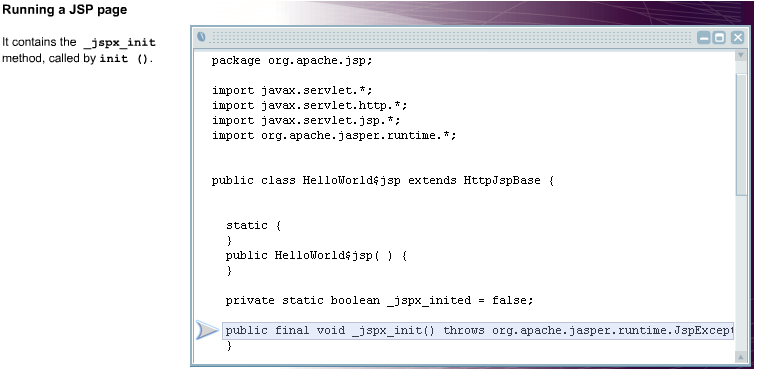 Running a JSP page
It contains the _jspx_init
method, called by init ().
package org.apache.jsp;
import javax.servlet.*;
import javax.servlet.http.*;
import javax.servlet.jsp.*;
import org.apache.jasper.runtime.*;
public class HelloWorld$jsp extends HttpJspBase {
static {
}
public HelloWorld$jsp( ) {
}
private static boolean _jspx_inited = false;
public final void _jspx_init() throws org.apache.jasper.runtime.JspExcept
}